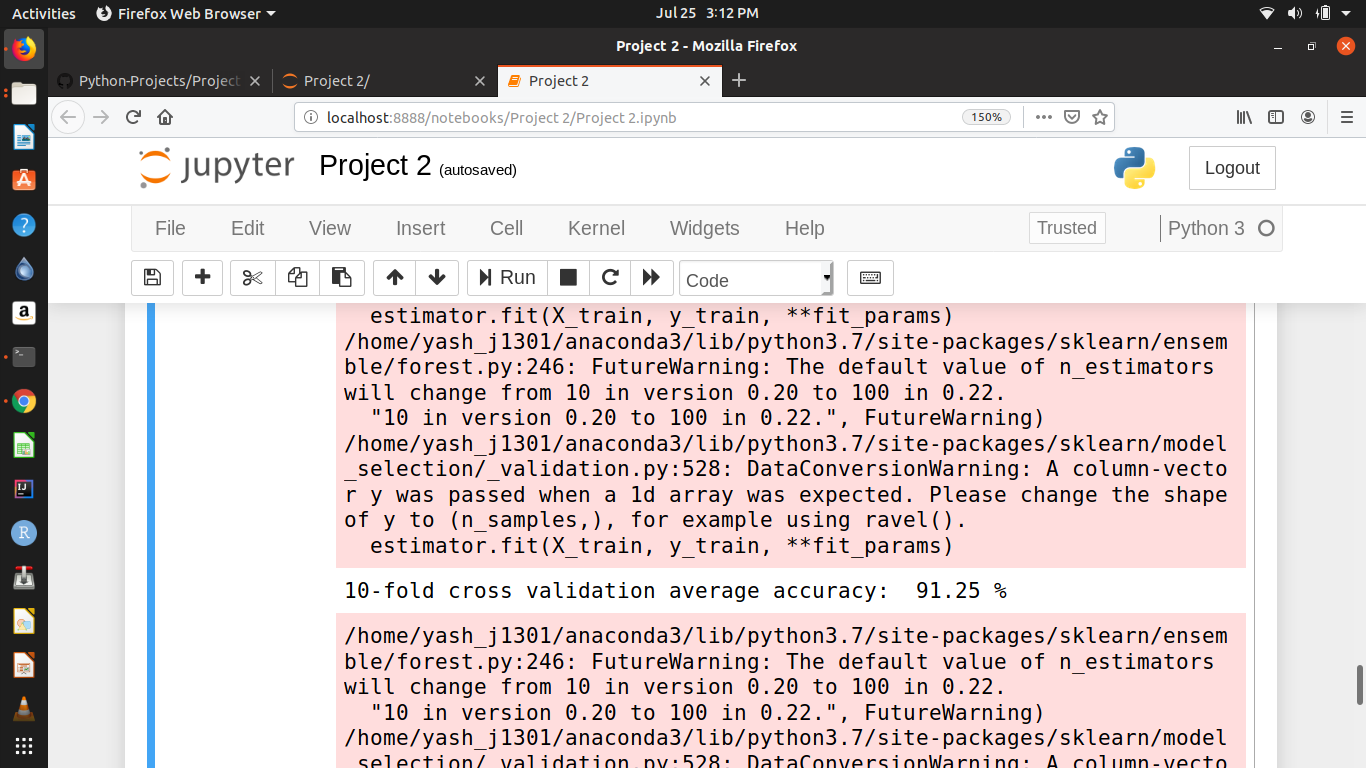 Activities
Firefox Web Browser
Jul 25 3:12 PM
Project 2 - Mozilla Firefox
Python-Projects/Project
Project 2/
Project 2
localhost:8888/notebooks/Project 2/Project 2.ipynb
150%
jupyter
Project 2 (autosaved)
Logout
File Edit View Insert Cell Kernel Widgets Help
Trusted
Python 3
Run
Code
estimator.fit(X_train, y_train, **fit_params)
/home/yash_j1301/anaconda3/lib/python3.7/site-packages/sklearn/ensem
ble/forest.py:246: FutureWarning: The default value of n_estimators
will change from 10 in version 0.20 to 100 in 0.22.
"10 in version 0.20 to 100 in 0.22.", FutureWarning)
/home/yash_j1301/anaconda3/lib/python3.7/site-packages/sklearn/model
_selection/_validation.py:528: DataConversionWarning: A column-vecto
r y was passed when a 1d array was expected. Please change the shape
of y to (n_samples,), for example using ravel().
estimator.fit(X_train, y_train, **fit_params)
10-fold cross validation average accuracy:  91.25 %
/home/yash_j1301/anaconda3/lib/python3.7/site-packages/sklearn/ensem
ble/forest.py:246: FutureWarning: The default value of n_estimators
will change from 10 in version 0.20 to 100 in 0.22.
"10 in version 0.20 to 100 in 0.22.", FutureWarning)
/home/yash_j1301/anaconda3/lib/python3.7/site-packages/sklearn/model
_selection/_validation.py:528: DataConversionWarning: A column-vecto